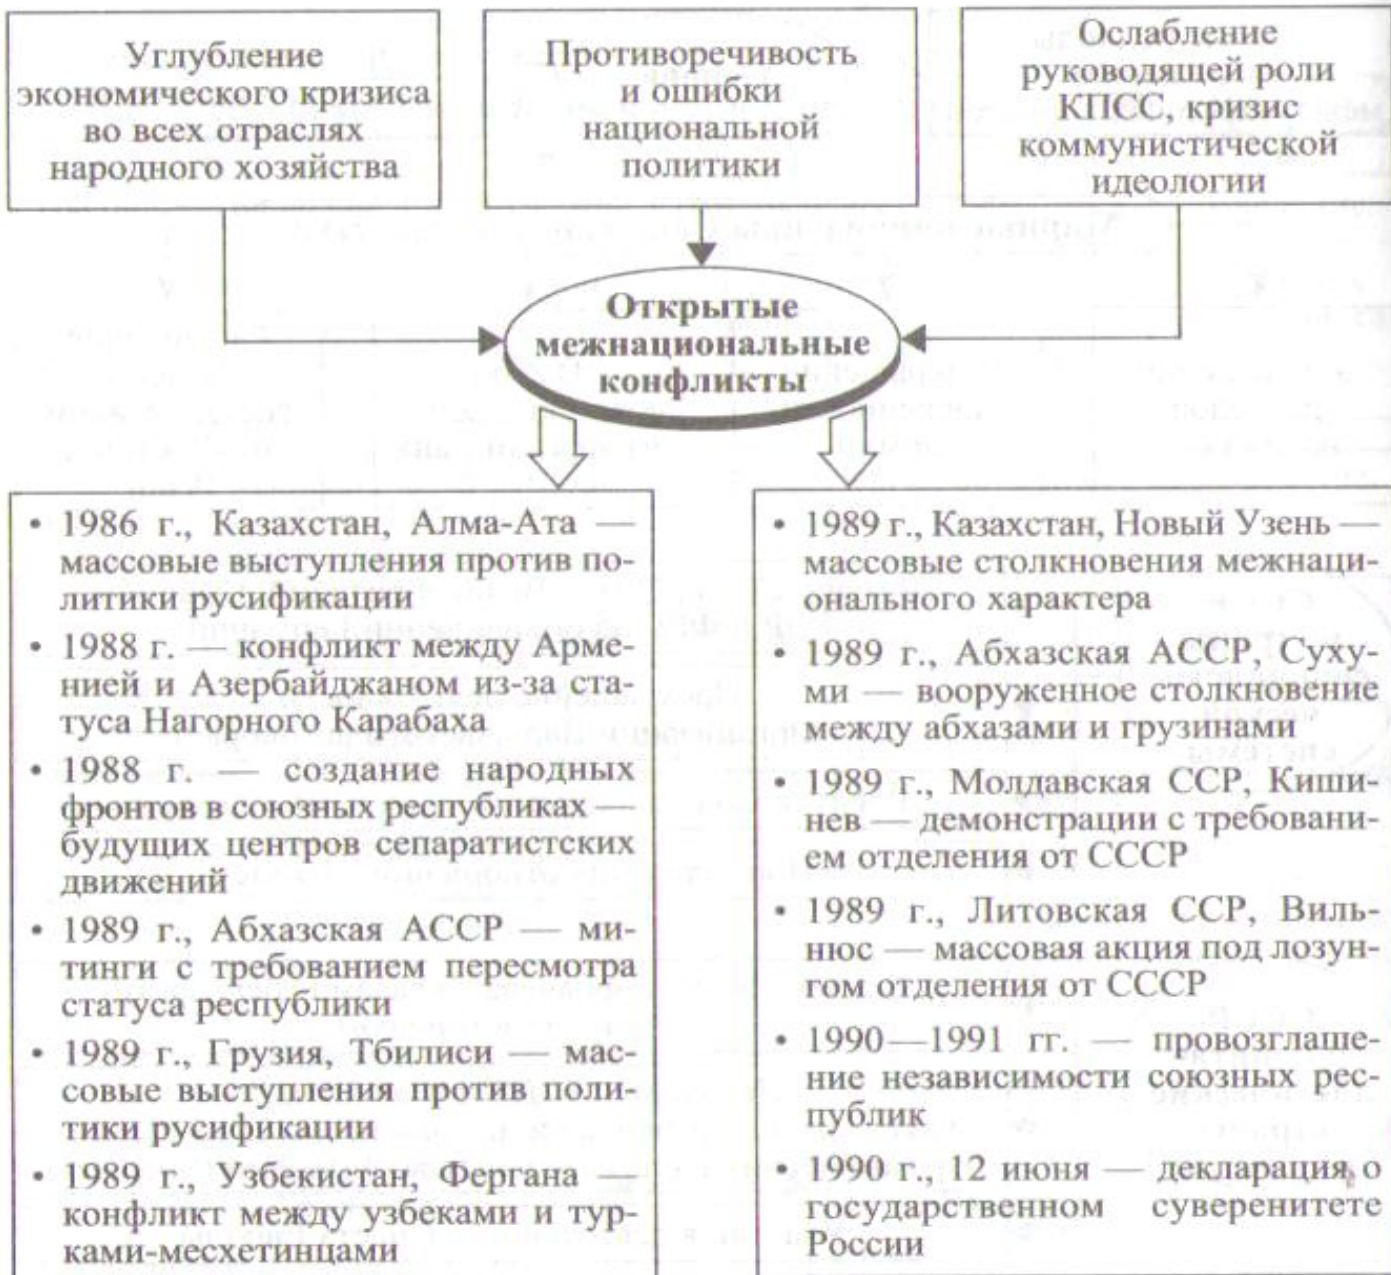 Углубление
экономического кризиса
во всех отраслях
народного хозяйства
Противоречивость
и ошибки
национальной
политики
Ослабление
руководящей роли
КПСС, кризис
коммунистической
идеологии
Открытые
межнациональные
конфликты
• 1986 г., Казахстан, Алма-Ата —
массовые выступления против по-
литики русификации
• 1988 г. — конфликт между Арме-
нией и Азербайджаном из-за ста-
туса Нагорного Карабаха
• 1988 г. — создание народных
фронтов в союзных республиках —
будущих центров сепаратистских
движений
• 1989 г., Абхазская АССР — ми-
тинги с требованием пересмотра
статуса республики
• 1989 г., Грузия, Тбилиси — мас-
совые выступления против поли-
тики русификации
• 1989 г., Узбекистан, Фергана —
конфликт между узбеками и тур-
ками-месхетинцами
• 1989 г., Казахстан, Новый Узень —
массовые столкновения межнаци-
онального характера
• 1989 г., Абхазская АССР, Суху-
ми — вооруженное столкновение
между абхазами и грузинами
• 1989 г., Молдавская ССР, Киши-
нев — демонстрации с требовани-
ем отделения от СССР
• 1989 г., Литовская ССР, Виль-
нюс — массовая акция под лозун-
гом отделения от СССР
• 1990—1991 гг. — провозглаше-
ние независимости союзных рес-
публик
• 1990 г., 12 июня — декларация о
государственном суверенитете
России